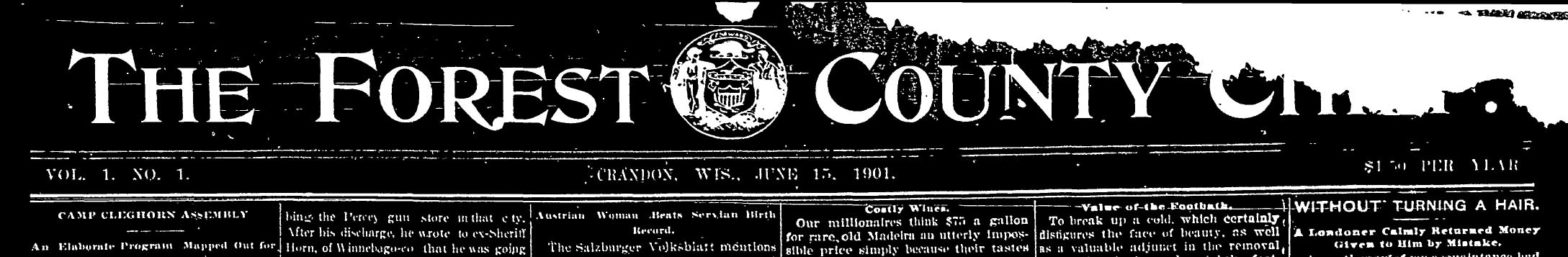 THE FOREST COUNTY
VOL. 1. NO. 1.
CRANDON, WIS., JUNE 15, 1901.
PER YEAR
CAMP CLEGHORN ASSEMBLY
An Elaborate Program Mapped Out for
bing the Percey gun store in that city.
After his discharge, he wrote to ex-Sheriff
Horn, of Winnebago-co that he was going
Austrian Woman Beats Servian Birth
Record.
The Salzburger Volksblatt mentions
Costly Wines.
Our millionaires think $75 a gallon
for rare, old Madeira an utterly impos-
sible price simply because their tastes
Value of the Footbath.
To break up a cold, which certainly
disfigures the face of beauty, as well
as a valuable adjunct in the removal,
WITHOUT TURNING A HAIR.
A Londoner Calmly Returned Money
Given to Him by Mistake.